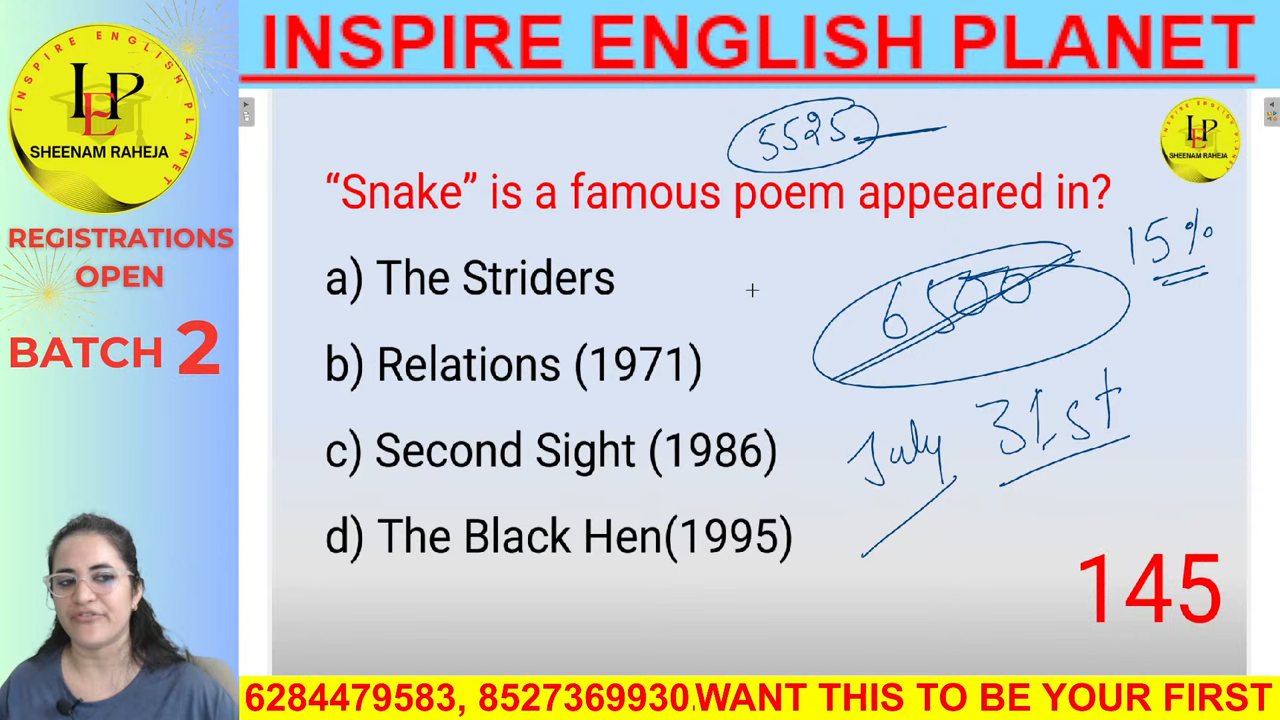 INSPIRE ENGLISH PLANET
INSPIRE ENGLISH PLANET
IEP
SHEENAM RAHEJA
REGISTRATIONS
OPEN
BATCH 2
5525
IEP
SHEENAM RAHEJA
“Snake” is a famous poem appeared in?
15%
a) The Striders
6500
b) Relations (1971)
July 31st
c) Second Sight (1986)
d) The Black Hen(1995)
145
6284479583, 8527369930.WANT THIS TO BE YOUR FIRST